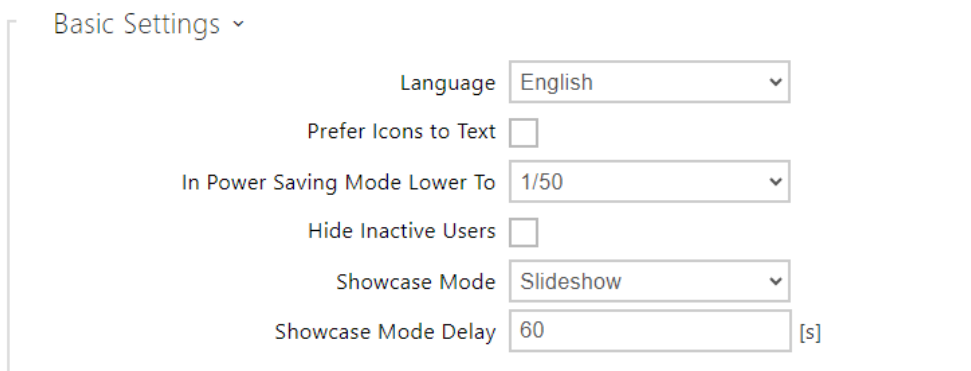 Basic Settings
Language English
Prefer Icons to Text
In Power Saving Mode Lower To 1/50
Hide Inactive Users
Showcase Mode Slideshow
Showcase Mode Delay 60 [s]